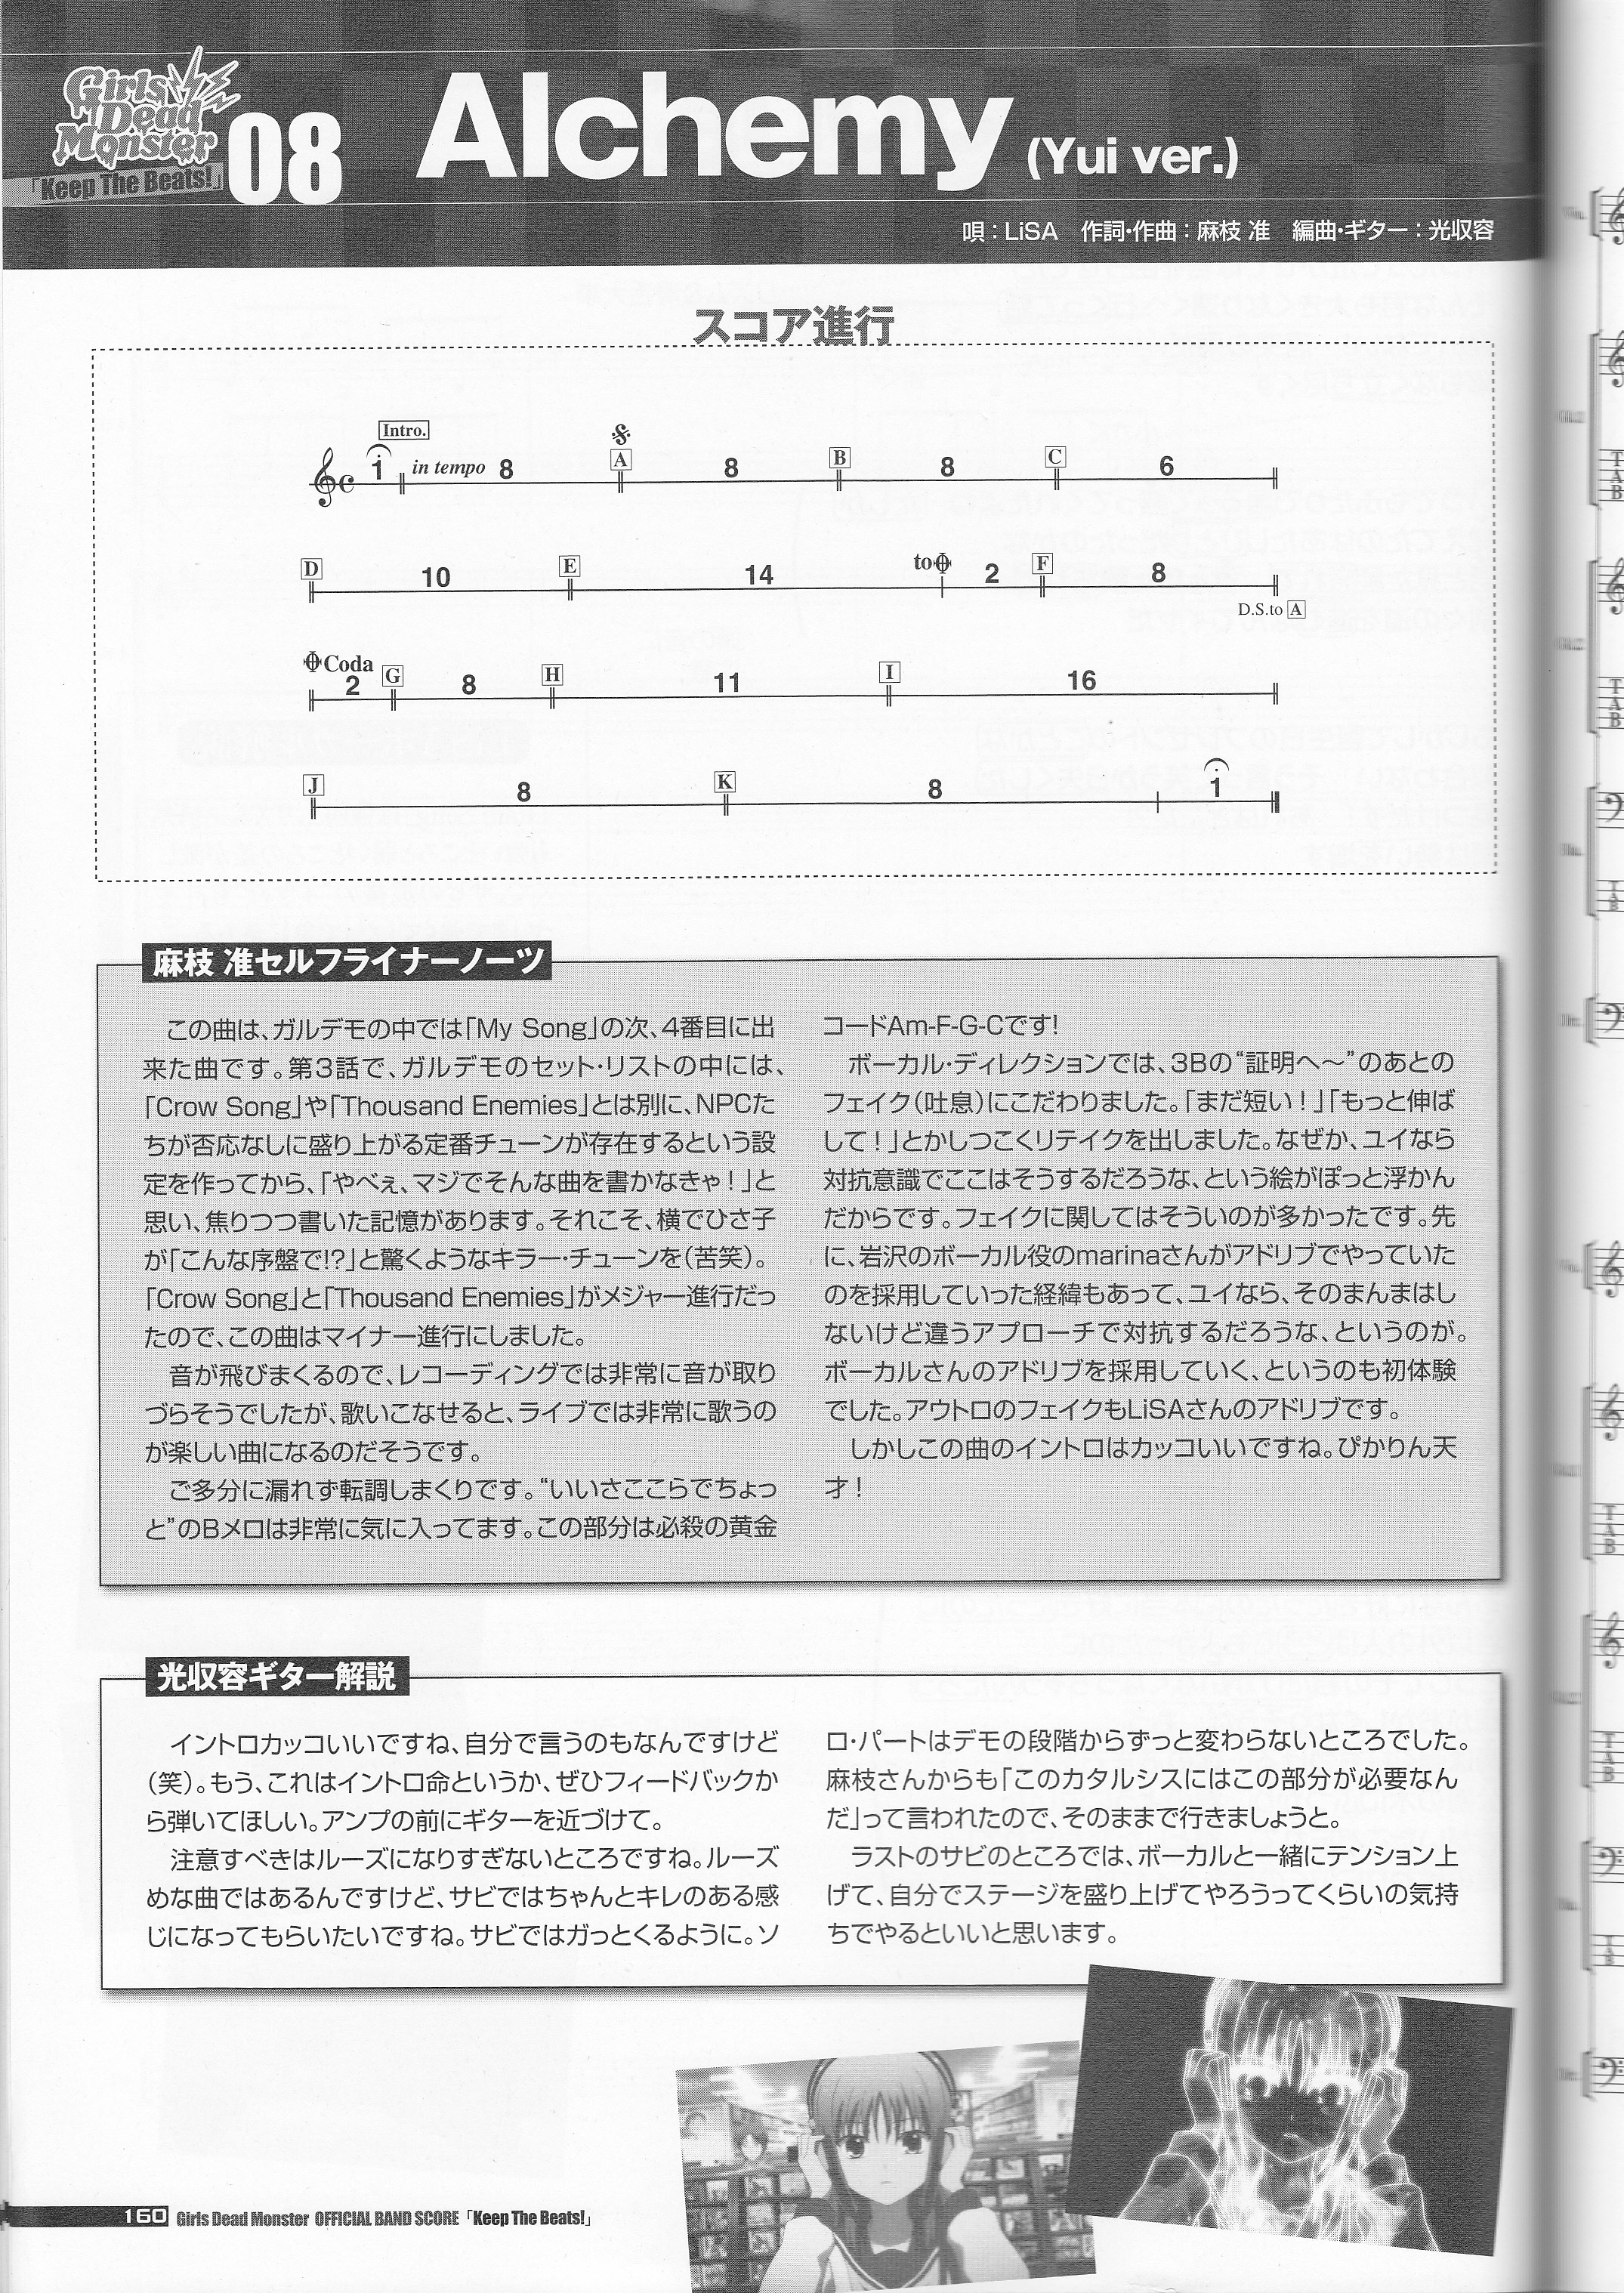 Girls
Dead
Monster
「Keep The Beats!」
08
Alchemy (Yui ver.)
唄：LiSA　作詞・作曲：麻枝 准　編曲・ギター：光収容
スコア進行
Intro.
1 in tempo 8 A 8 B 8 C 6
D 10 E 14 to 2 F 8
D.S.to A
Coda
2 G 8 H 11 I 16
J 8 K 8 1
麻枝 准セルフライナーノーツ
この曲は、ガルデモの中では「My Song」の次、4番目に出
来た曲です。第3話で、ガルデモのセット・リストの中には、
「Crow Song」や「Thousand Enemies」とは別に、NPCた
ちが否応なしに盛り上がる定番チューンが存在するという設
定を作ってから、「やべぇ、マジでそんな曲を書かなきゃ！」と
思い、焦りつつ書いた記憶があります。それこそ、横でひさ子
が「こんな序盤で!?」と驚くようなキラー・チューンを（苦笑）。
「Crow Song」と「Thousand Enemies」がメジャー進行だっ
たので、この曲はマイナー進行にしました。
音が飛びまくるので、レコーディングでは非常に音が取り
づらそうでしたが、歌いこなせると、ライブでは非常に歌うの
が楽しい曲になるのだそうです。
ご多分に漏れず転調しまくりです。“いいさここらでちょっ
と”のBメロは非常に気に入ってます。この部分は必殺の黄金
コードAm-F-G-Cです!
ボーカル・ディレクションでは、3Bの“証明へ〜”のあとの
フェイク（吐息）にこだわりました。「まだ短い！」「もっと伸ば
して！」とかしつこくリテイクを出しました。なぜか、ユイなら
対抗意識でここはそうするだろうな、という絵がぽっと浮かん
だからです。フェイクに関してはそういのが多かったです。先
に、岩沢のボーカル役のmarinaさんがアドリブでやっていた
のを採用していった経緯もあって、ユイなら、そのまんまはし
ないけど違うアプローチで対抗するだろうな、というのが。
ボーカルさんのアドリブを採用していく、というのも初体験
でした。アウトロのフェイクもLiSAさんのアドリブです。
しかしこの曲のイントロはカッコいいですね。ぴかりん天
才！
光収容ギター解説
イントロカッコいいですね、自分で言うのもなんですけど
（笑）。もう、これはイントロ命というか、ぜひフィードバックか
ら弾いてほしい。アンプの前にギターを近づけて。
注意すべきはルーズになりすぎないところですね。ルーズ
めな曲ではあるんですけど、サビではちゃんとキレのある感
じになってもらいたいですね。サビではガっとくるように。ソ
ロ・パートはデモの段階からずっと変わらないところでした。
麻枝さんからも「このカタルシスにはこの部分が必要なん
だ」って言われたので、そのままで行きましょうと。
ラストのサビのところでは、ボーカルと一緒にテンション上
げて、自分でステージを盛り上げてやろうってくらいの気持
ちでやるといいと思います。
160 Girls Dead Monster OFFICIAL BAND SCORE「Keep The Beats!」